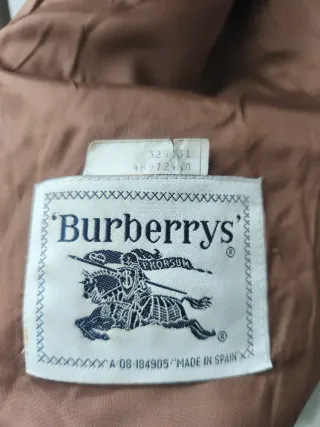 'Burberrys'
®
PRORSUM
®
A-08-184905/"MADE IN SPAIN"